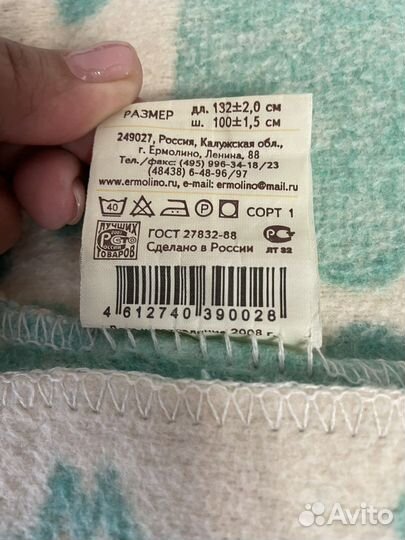 РАЗМЕР
дл. 132±2,0 см
ш. 100±1,5 см
249027, Россия, Калужская обл.,
г. Ермолино, Ленина, 88
Тел./факс: (495) 996-34-18/23
(48438) 6-48-96/97
www.ermolino.ru, e-mail: ermolino@mail.ru
40 P СОРТ 1
ЛУЧШИХ
ТОВАРОВ
ГОСТ 27832-88
Сделано в России
ЛТ 32
4 612740 390028
2008 г.
Avito